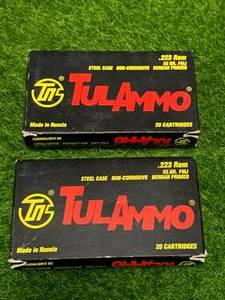 .223 Rem
55 GR. FMJ
STEEL CASE NON-CORROSIVE BERDAN PRIMED
TULAMMO
Made in Russia
20 CARTRIDGES
.223 Rem
55 GR. FMJ
STEEL CASE NON-CORROSIVE BERDAN PRIMED
TULAMMO
Made in Russia
20 CARTRIDGES